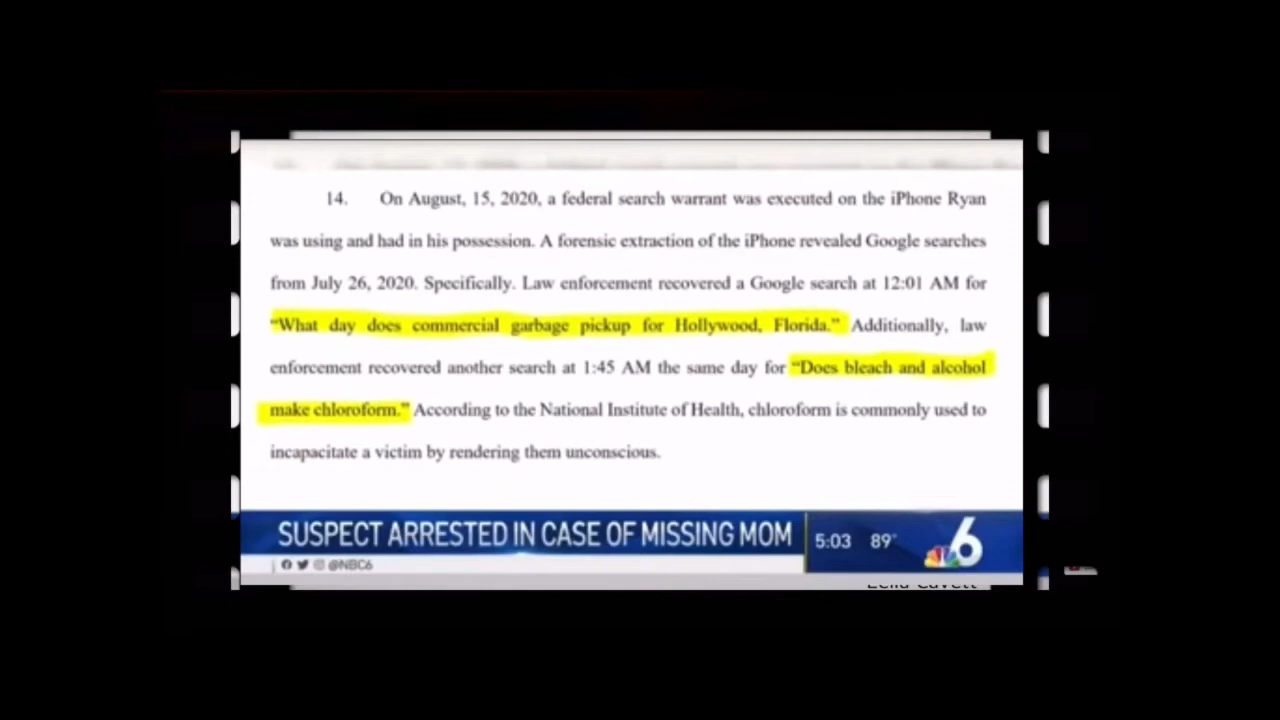 14. On August, 15, 2020, a federal search warrant was executed on the iPhone Ryan
was using and had in his possession. A forensic extraction of the iPhone revealed Google searches
from July 26, 2020. Specifically. Law enforcement recovered a Google search at 12:01 AM for
“What day does commercial garbage pickup for Hollywood, Florida.” Additionally, law
enforcement recovered another search at 1:45 AM the same day for “Does bleach and alcohol
make chloroform.” According to the National Institute of Health, chloroform is commonly used to
incapacitate a victim by rendering them unconscious.
SUSPECT ARRESTED IN CASE OF MISSING MOM
5:03 89°
6
@NBC6